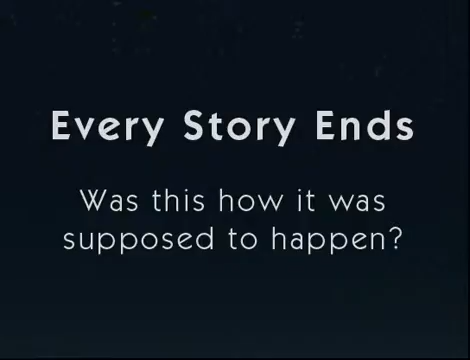 Every Story Ends
Was this how it was
supposed to happen?